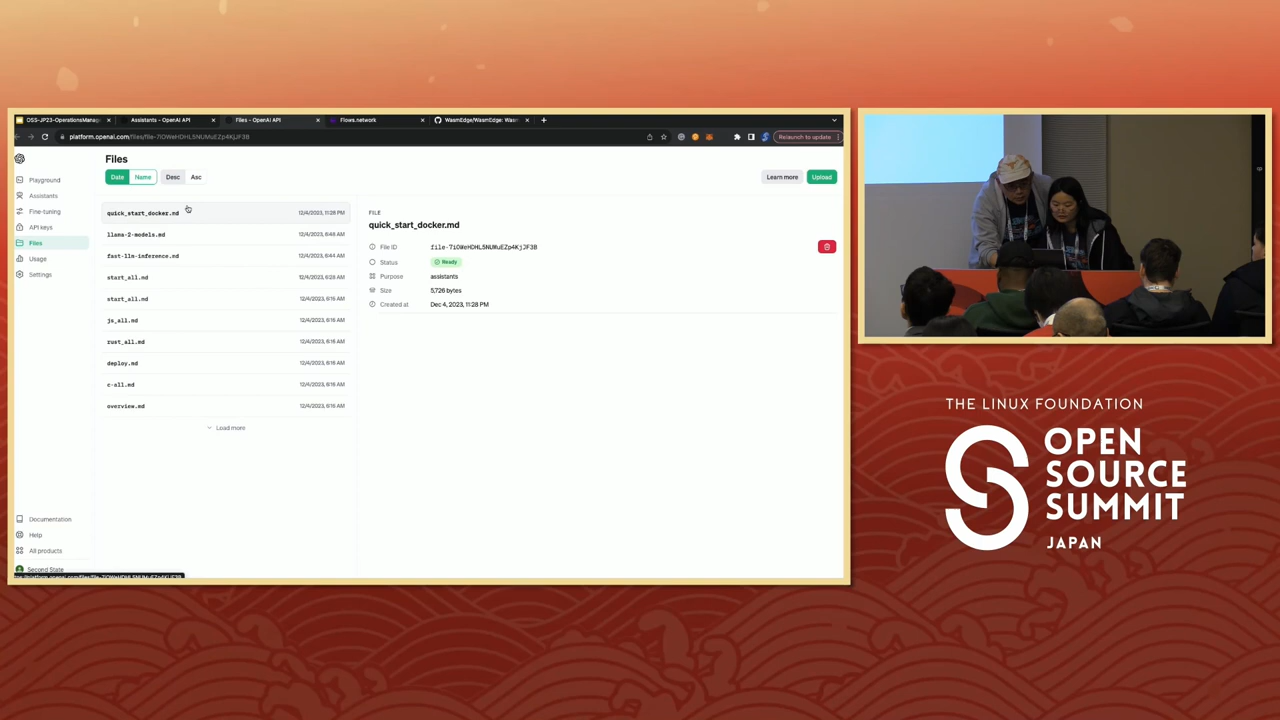 OSS-JP23-OperationsManag
Assistants - OpenAI API
Files - OpenAI API
Flows.network
WasmEdge/WasmEdge: Wasm
platform.openai.com/files/file-7iOWeHDHL5NUMuEZp4KjJF3B
Relaunch to update
Files
Playground
Date
Name
Desc
Asc
Learn more
Upload
Assistants
Fine-tuning
API keys
Files
Usage
Settings
quick_start_docker.md 12/4/2023, 11:28 PM
llama-2-models.md 12/4/2023, 6:48 AM
fast-llm-inference.md 12/4/2023, 6:44 AM
start_all.md 12/4/2023, 6:28 AM
start_all.md 12/4/2023, 6:15 AM
js_all.md 12/4/2023, 6:16 AM
rust_all.md 12/4/2023, 6:16 AM
deploy.md 12/4/2023, 6:16 AM
c-all.md 12/4/2023, 6:16 AM
overview.md 12/4/2023, 6:16 AM
Load more
FILE
quick_start_docker.md
File ID file-7iOWeHDHL5NUMuEZp4KjJF3B
Status Ready
Purpose assistants
Size 5,726 bytes
Created at Dec 4, 2023, 11:28 PM
Documentation
Help
All products
Second State
THE LINUX FOUNDATION
OPEN
SOURCE
SUMMIT
JAPAN